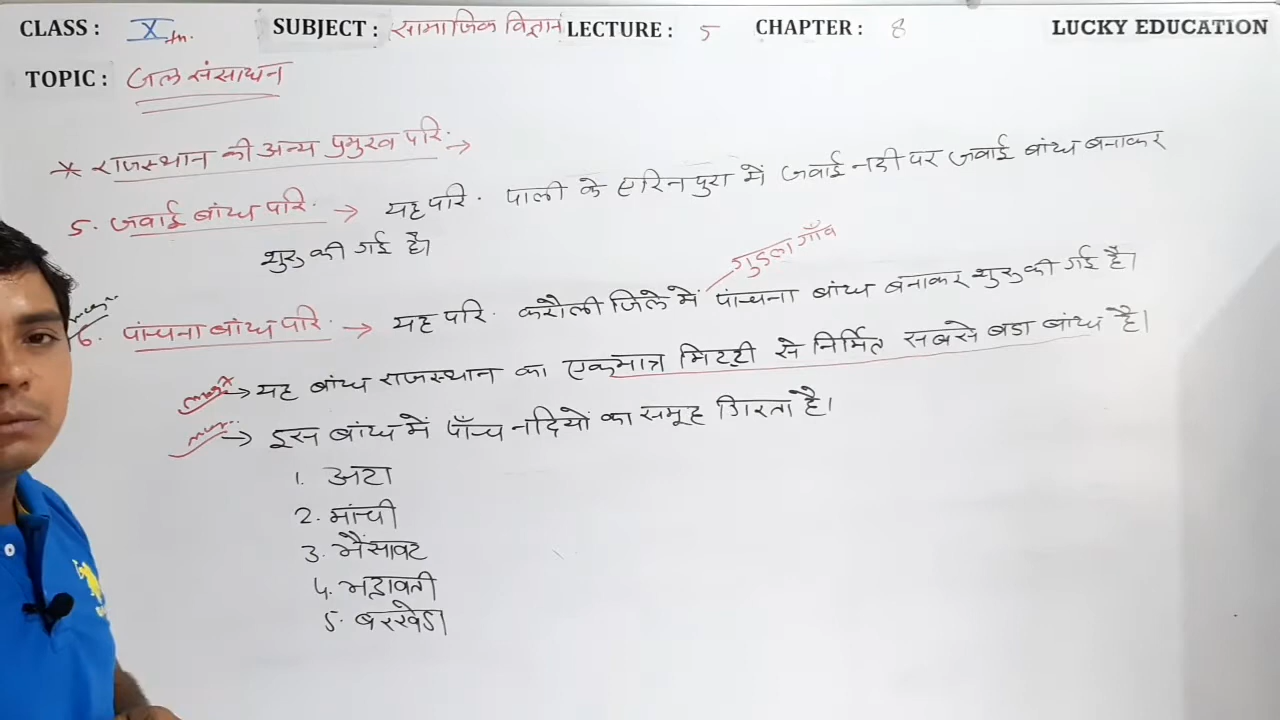 CLASS : X th. SUBJECT : सामाजिक विज्ञान LECTURE : 5 CHAPTER : 8 LUCKY EDUCATION
TOPIC : जल संसाधन
* राजस्थान की अन्य प्रमुख परि. →
5. जवाई बांध परि. → यह परि. पाली के एरिनपुरा में जवाई नदी पर जवाई बांध बनाकर
शुरु की गई है।
गुडला गाँव
6. पांचना बांध परि. → यह परि. करौली जिले में पांचना बांध बनाकर शुरु की गई है।
→ यह बांध राजस्थान का एकमात्र मिट्टी से निर्मित सबसे बडा बांध है।
→ इस बांध में पाँच नदियों का समूह गिरता है।
1. अटा
2. मांची
3. भैंसावट
4. भद्रावती
5. बरखेडा